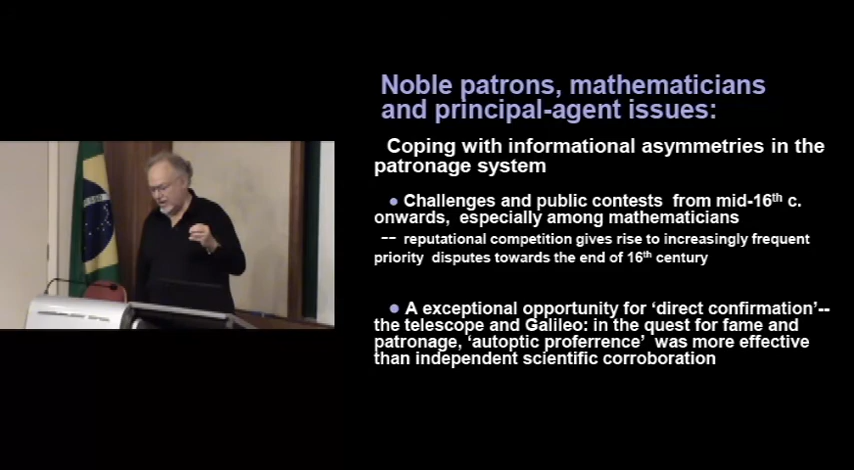 Noble patrons, mathematicians
and principal-agent issues:
Coping with informational asymmetries in the
patronage system
● Challenges and public contests from mid-16th c.
onwards, especially among mathematicians
–– reputational competition gives rise to increasingly frequent
priority disputes towards the end of 16th century
● A exceptional opportunity for ‘direct confirmation’--
the telescope and Galileo: in the quest for fame and
patronage, ‘autoptic proferrence’ was more effective
than independent scientific corroboration